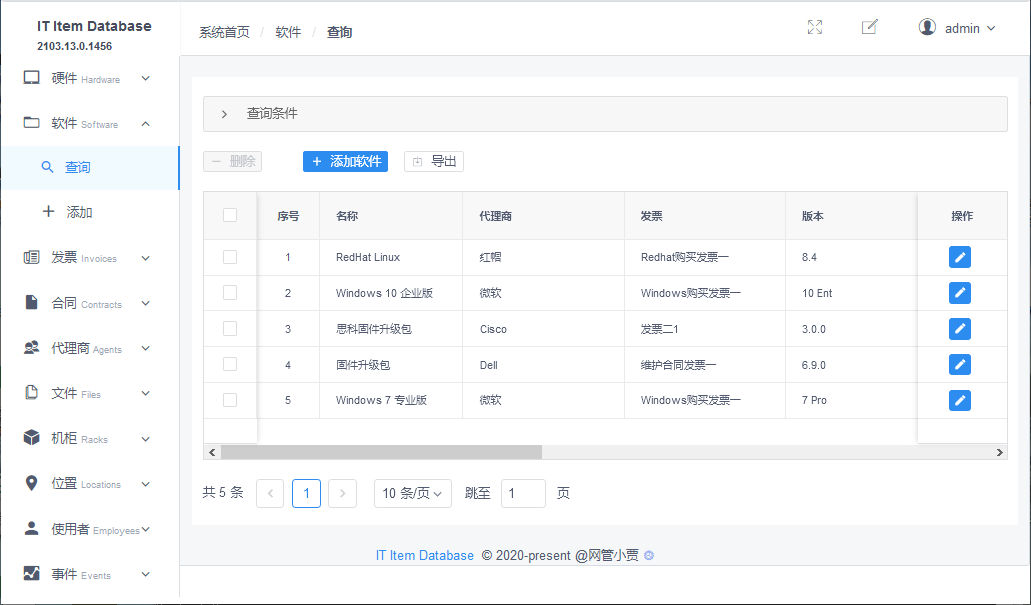 IT Item Database
2103.13.0.1456
硬件 Hardware
软件 Software
查询
添加
发票 Invoices
合同 Contracts
代理商 Agents
文件 Files
机柜 Racks
位置 Locations
使用者 Employees
事件 Events
系统首页 / 软件 / 查询
admin
查询条件
删除 添加软件 导出
序号 名称 代理商 发票 版本 操作
1 RedHat Linux 红帽 Redhat购买发票一 8.4
2 Windows 10 企业版 微软 Windows购买发票一 10 Ent
3 思科固件升级包 Cisco 发票二1 3.0.0
4 固件升级包 Dell 维护合同发票一 6.9.0
5 Windows 7 专业版 微软 Windows购买发票一 7 Pro
共 5 条 1 10 条/页 跳至 1 页
IT Item Database © 2020-present @网管小贾